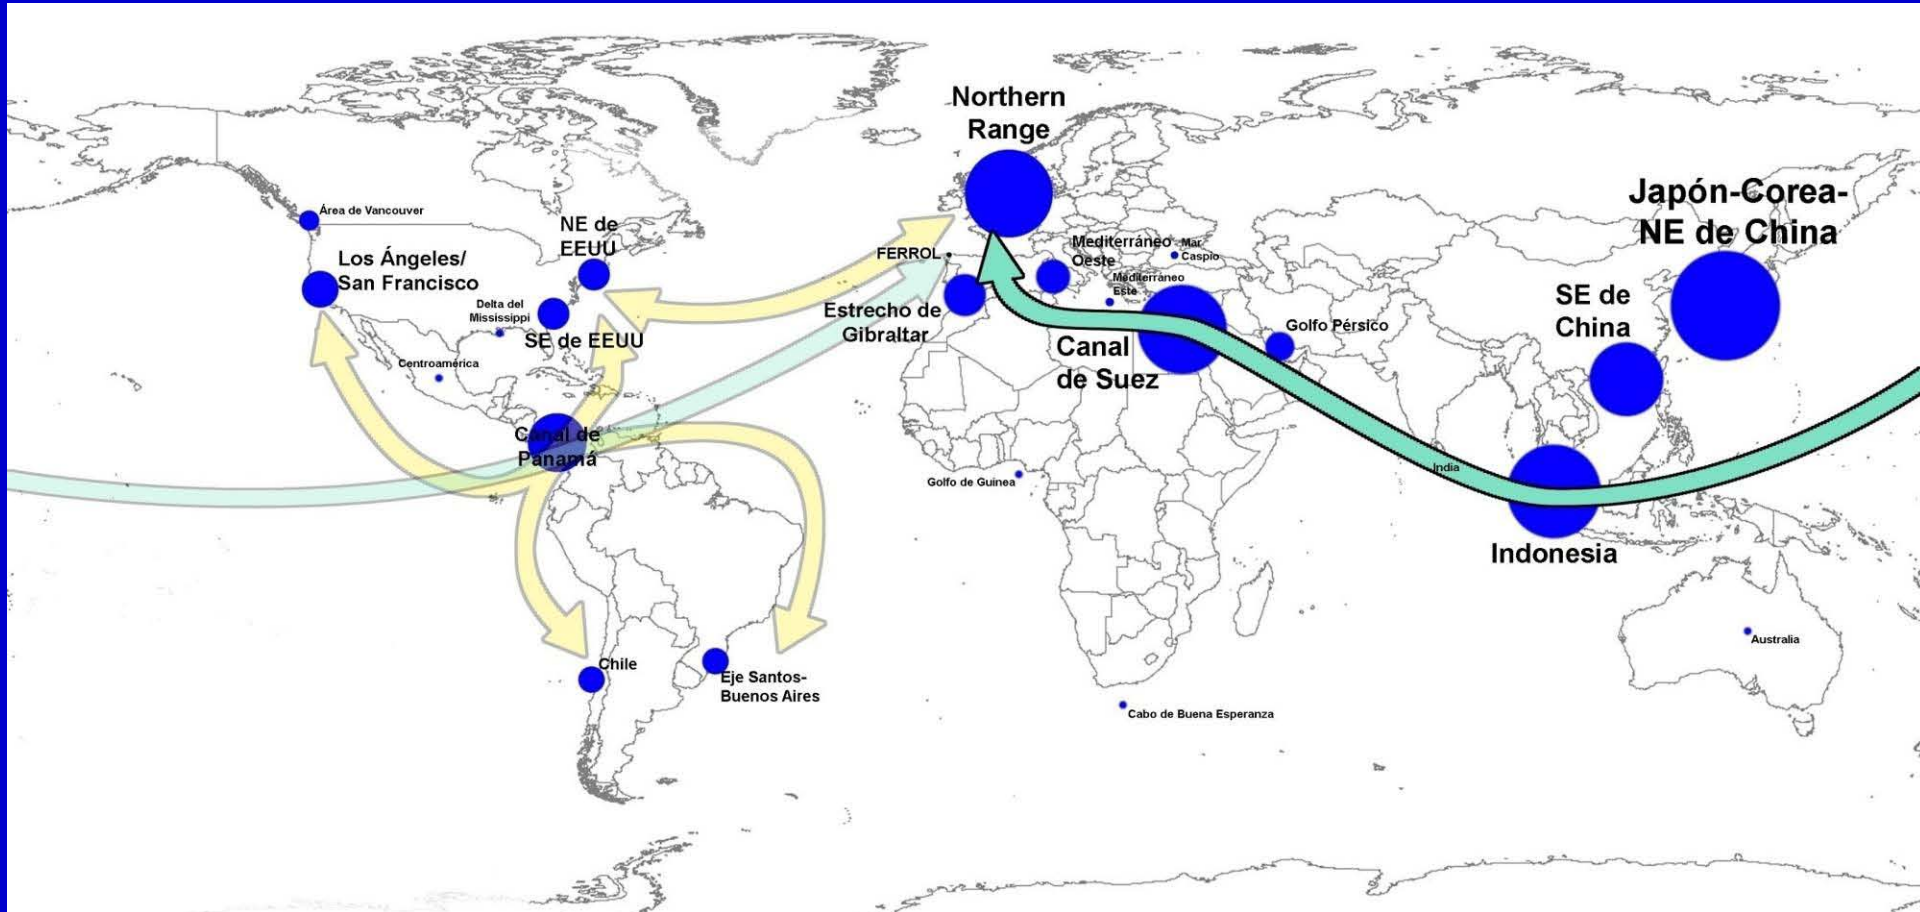 Northern
Range
Japón-Corea-
NE de China
Área de Vancouver
NE de
EEUU
Los Ángeles/
San Francisco
FERROL
Mediterráneo
Oeste
Mar
Caspio
Mediterráneo
Este
Delta del
Mississippi
SE de EEUU
Estrecho de
Gibraltar
Golfo Pérsico
SE de
China
Canal
de Suez
Centroamérica
Canal de
Panamá
India
Golfo de Guinea
Indonesia
Australia
Chile
Eje Santos-
Buenos Aires
Cabo de Buena Esperanza